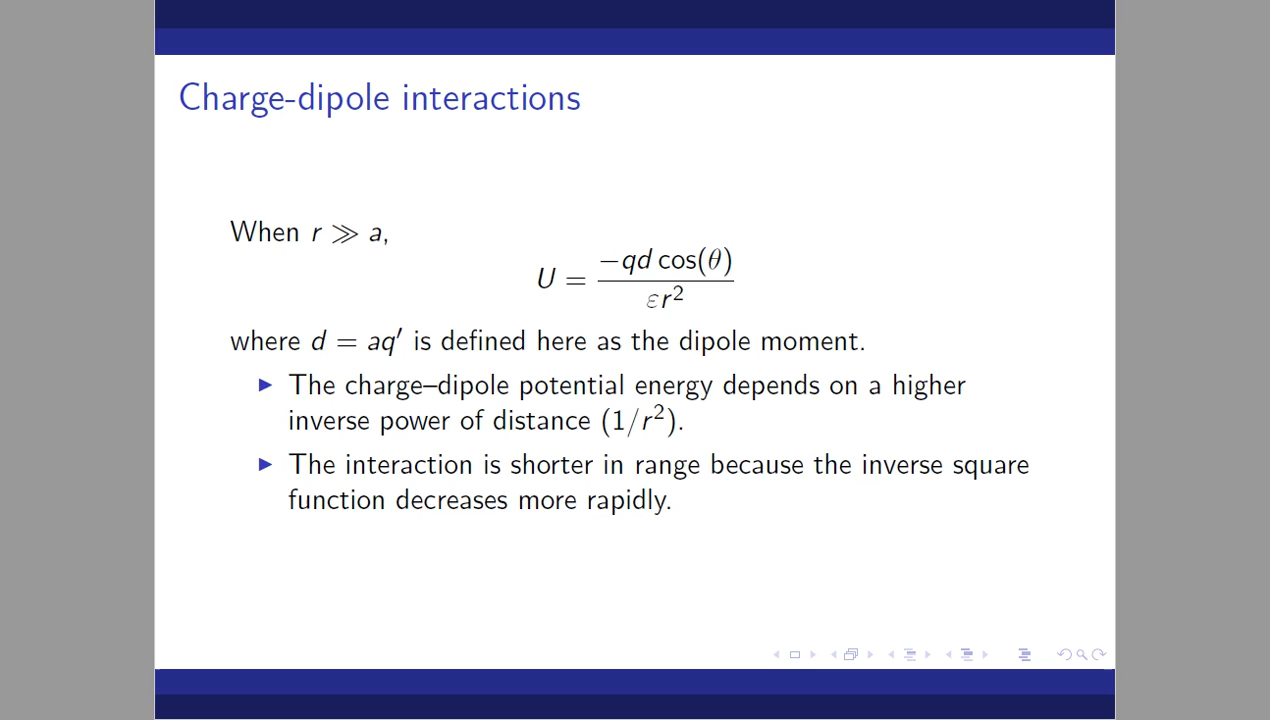 Charge-dipole interactions
When r ≫ a,
U = −qd cos(θ) / εr²
where d = aq′ is defined here as the dipole moment.
▶ The charge–dipole potential energy depends on a higher
inverse power of distance (1/r²).
▶ The interaction is shorter in range because the inverse square
function decreases more rapidly.